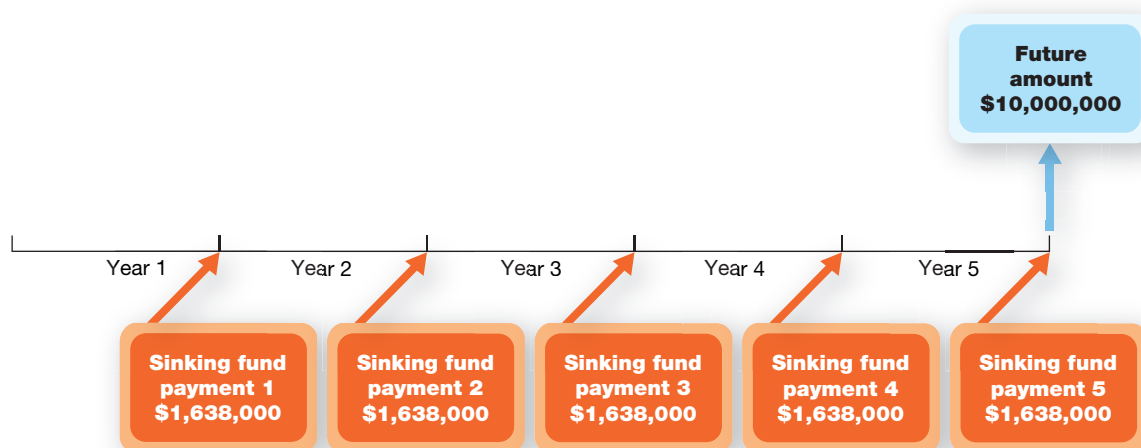 Future
amount
$10,000,000
Year 1
Year 2
Year 3
Year 4
Year 5
Sinking fund
payment 1
$1,638,000
Sinking fund
payment 2
$1,638,000
Sinking fund
payment 3
$1,638,000
Sinking fund
payment 4
$1,638,000
Sinking fund
payment 5
$1,638,000